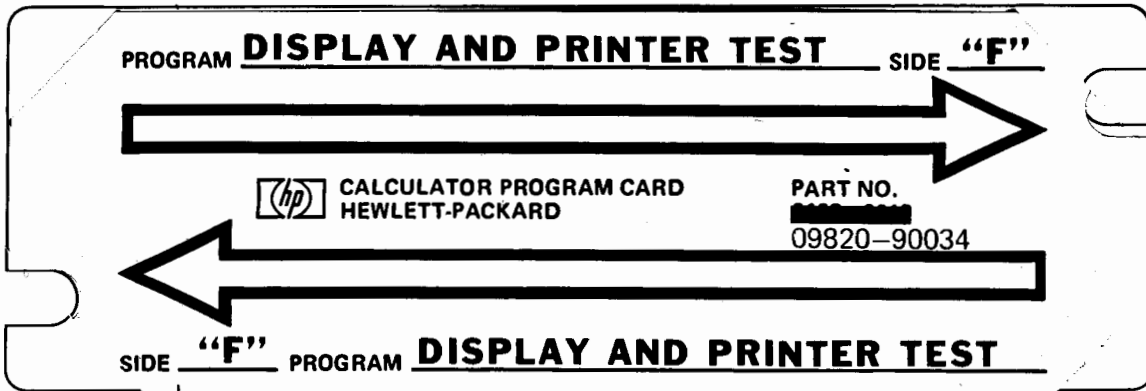 PROGRAM DISPLAY AND PRINTER TEST SIDE “F”
hp CALCULATOR PROGRAM CARD
HEWLETT-PACKARD
PART NO.
09820–90034
SIDE “F” PROGRAM DISPLAY AND PRINTER TEST